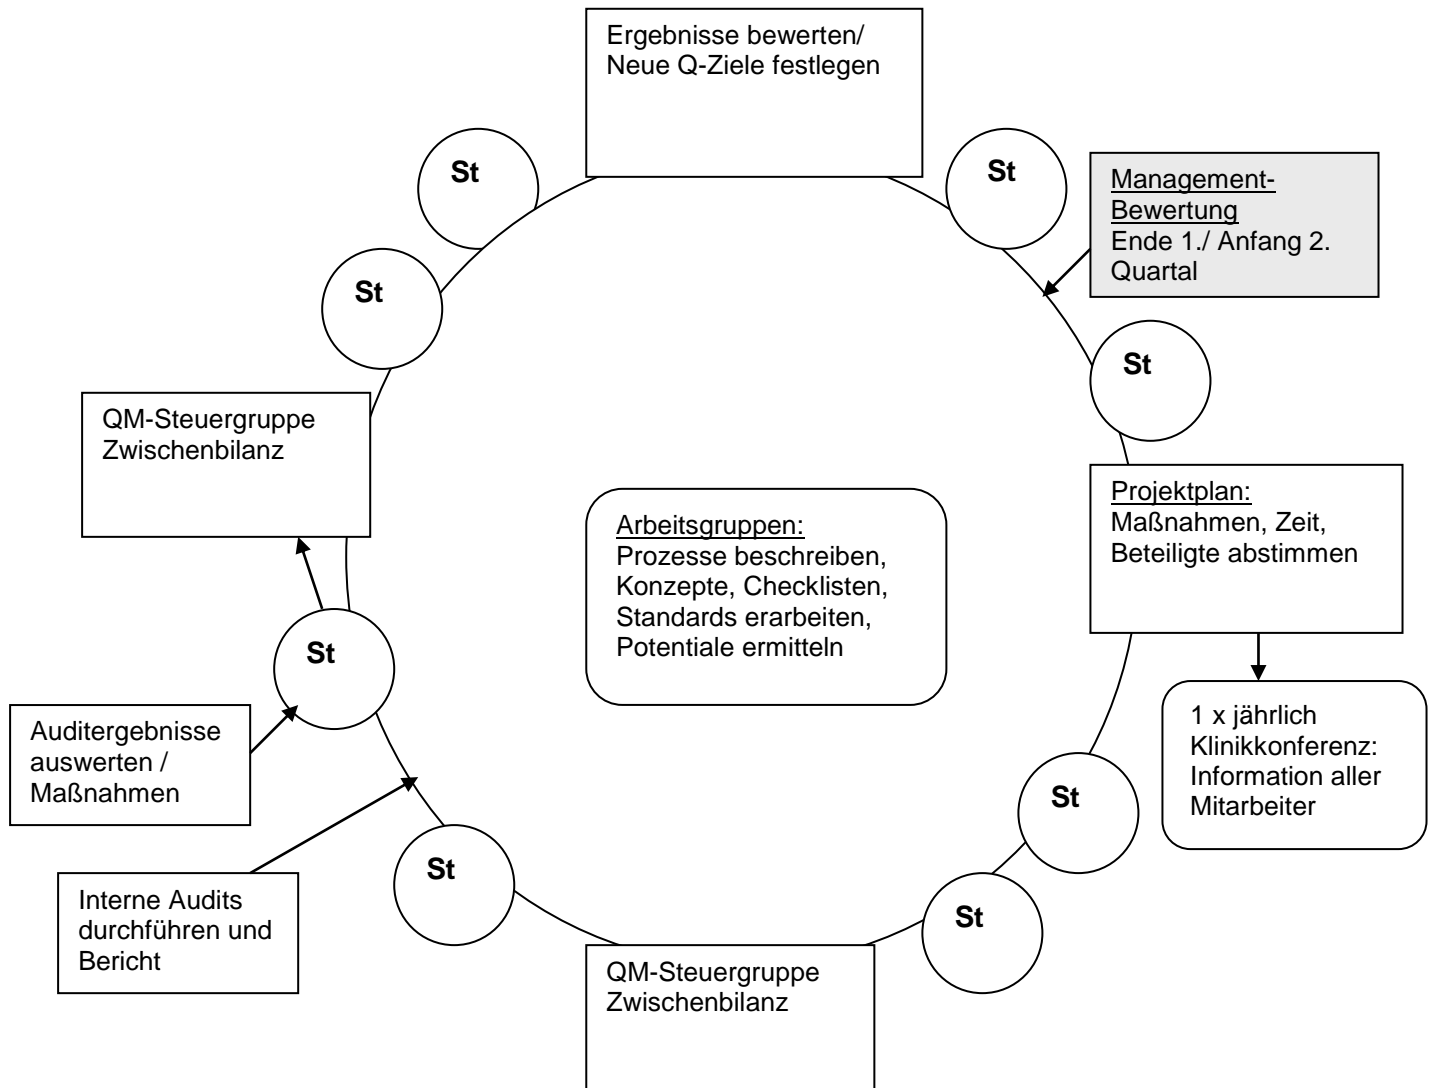 Ergebnisse bewerten/
Neue Q-Ziele festlegen
St
St
Management-
Bewertung
Ende 1./ Anfang 2.
Quartal
St
St
QM-Steuergruppe
Zwischenbilanz
Projektplan:
Maßnahmen, Zeit,
Beteiligte abstimmen
Arbeitsgruppen:
Prozesse beschreiben,
Konzepte, Checklisten,
Standards erarbeiten,
Potentiale ermitteln
St
Auditergebnisse
auswerten /
Maßnahmen
1 x jährlich
Klinikkonferenz:
Information aller
Mitarbeiter
St
St
St
Interne Audits
durchführen und
Bericht
QM-Steuergruppe
Zwischenbilanz